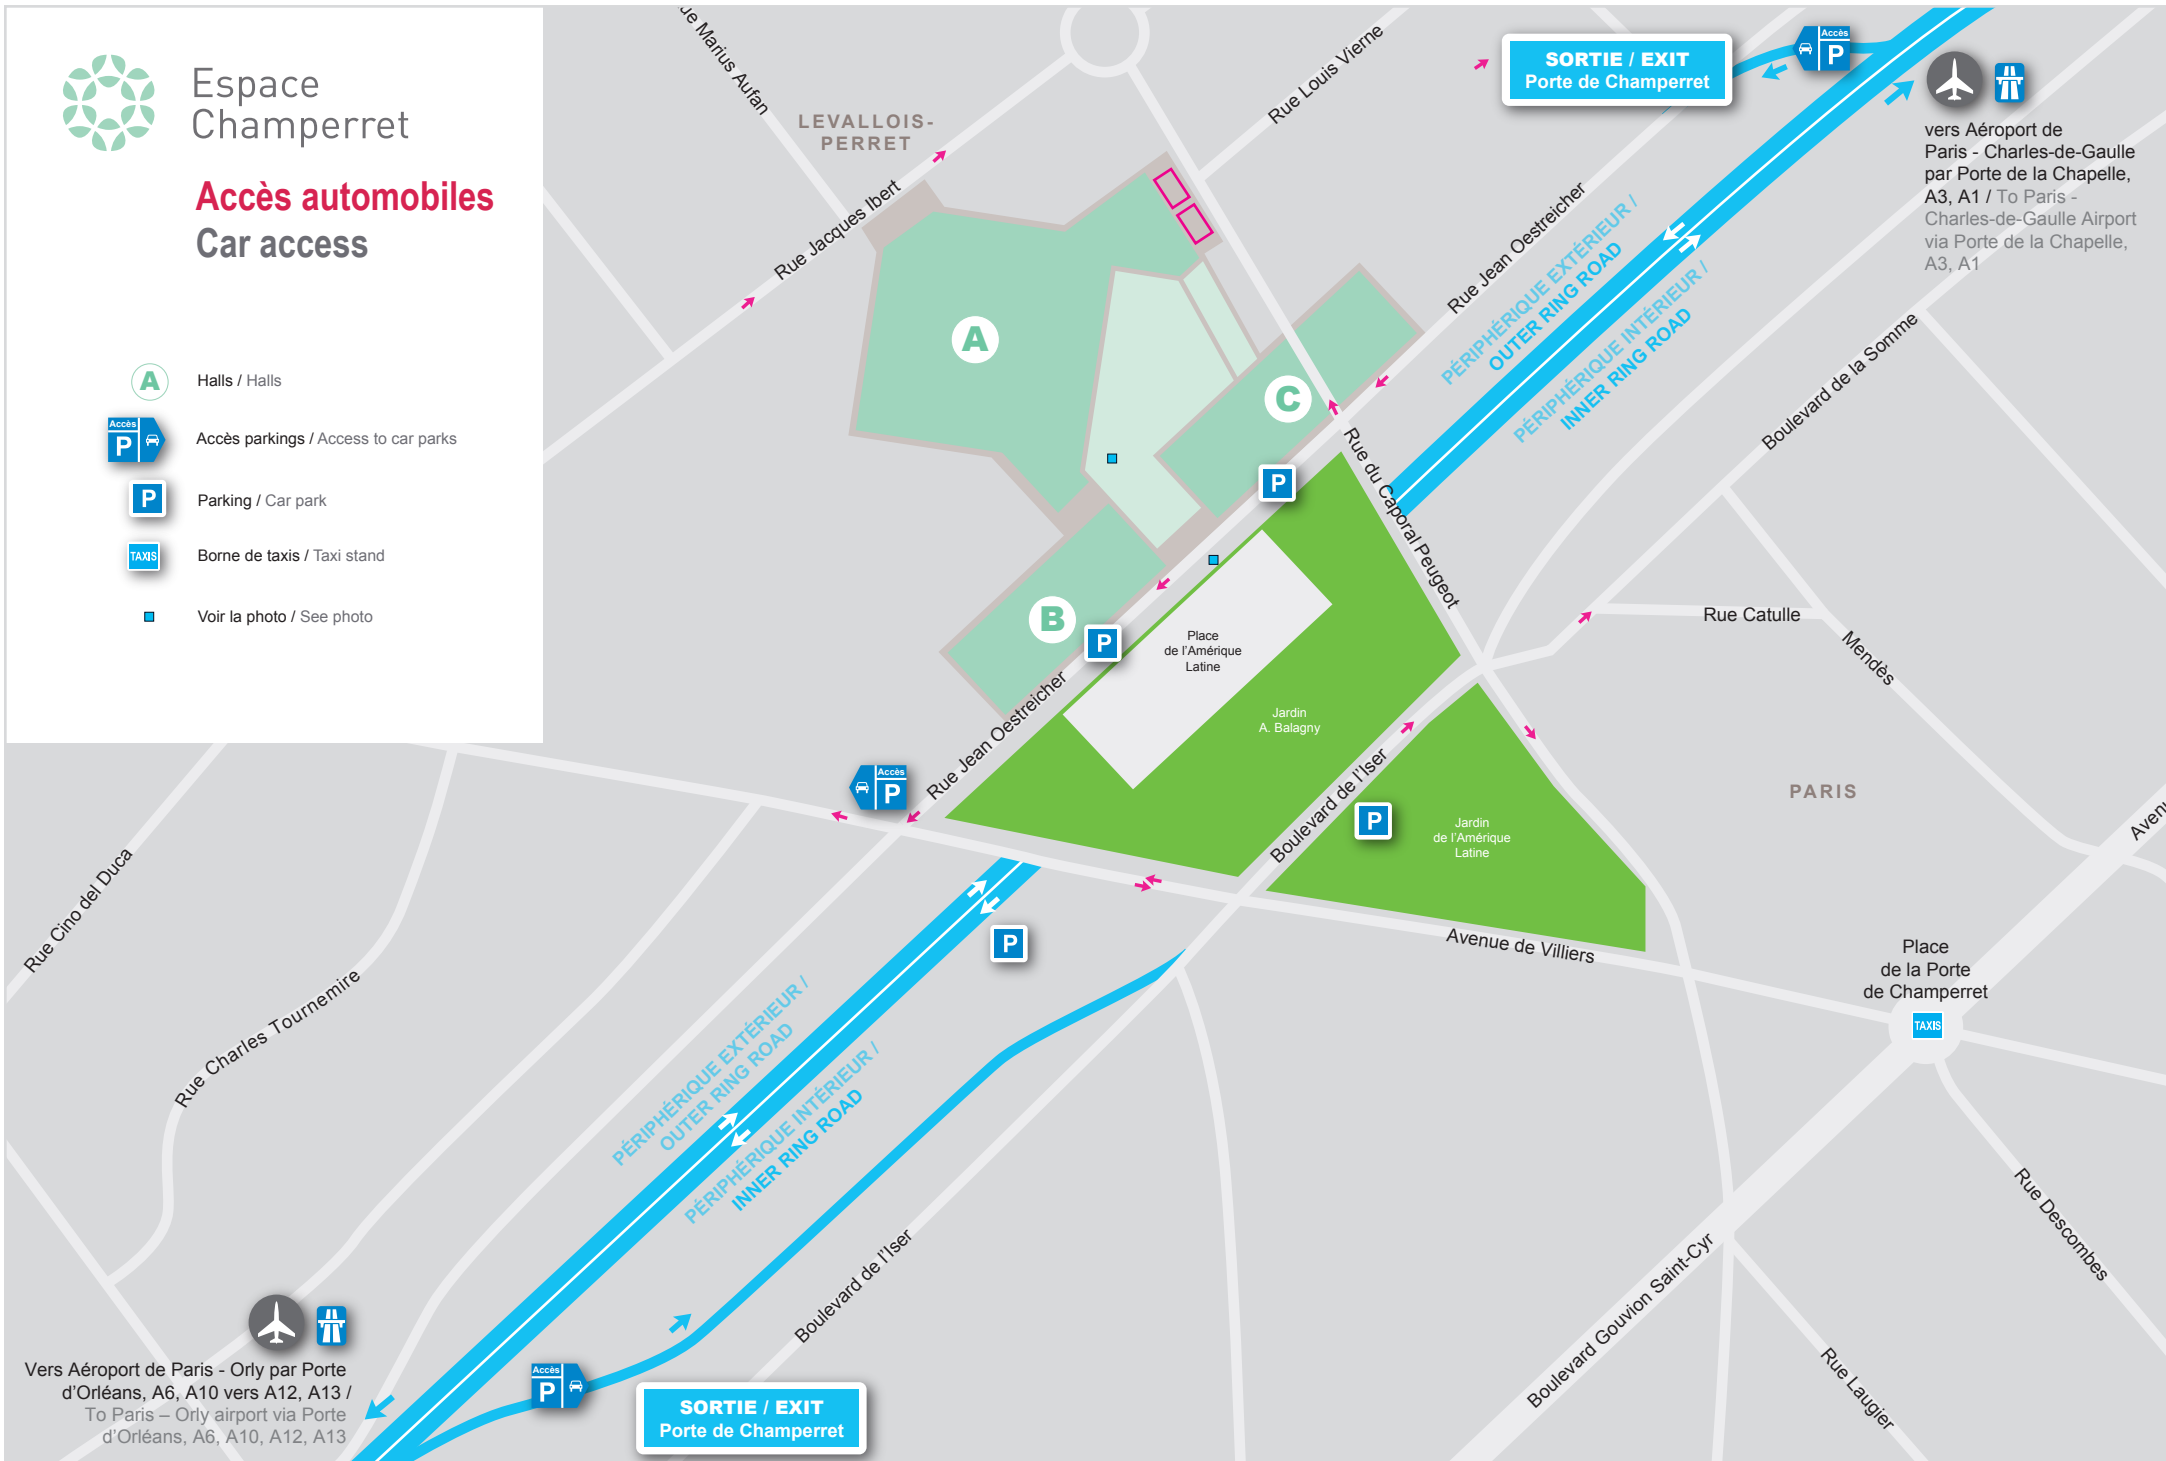 Espace
Champerret
Accès automobiles
Car access
A
Halls / Halls
Accès
P
Accès parkings / Access to car parks
P
Parking / Car park
TAXIS
Borne de taxis / Taxi stand
Voir la photo / See photo
ue Marius Aufan
LEVALLOIS-
PERRET
Rue Jacques Ibert
Rue Louis Vierne
SORTIE / EXIT
Porte de Champerret
Accès
P
vers Aéroport de
Paris - Charles-de-Gaulle
par Porte de la Chapelle,
A3, A1 / To Paris -
Charles-de-Gaulle Airport
via Porte de la Chapelle,
A3, A1
Rue Jean Oestreicher
PÉRIPHÉRIQUE EXTÉRIEUR /
OUTER RING ROAD
PÉRIPHÉRIQUE INTÉRIEUR /
INNER RING ROAD
Boulevard de la Somme
A
C
B
P
P
Rue du Caporal Peugeot
Rue Catulle
Mendès
Place
de l'Amérique
Latine
Jardin
A. Balagny
Rue Jean Oestreicher
Boulevard de l'Iser
P
Jardin
de l'Amérique
Latine
PARIS
Aven
Accès
P
P
Avenue de Villiers
Place
de la Porte
de Champerret
TAXIS
Rue Cino del Duca
Rue Charles Tournemire
PÉRIPHÉRIQUE EXTÉRIEUR /
OUTER RING ROAD
PÉRIPHÉRIQUE INTÉRIEUR /
INNER RING ROAD
Boulevard de l'Iser
Rue Descombes
Boulevard Gouvion Saint-Cyr
Rue Laugier
Vers Aéroport de Paris - Orly par Porte
d'Orléans, A6, A10 vers A12, A13 /
To Paris – Orly airport via Porte
d'Orléans, A6, A10, A12, A13
Accès
P
SORTIE / EXIT
Porte de Champerret